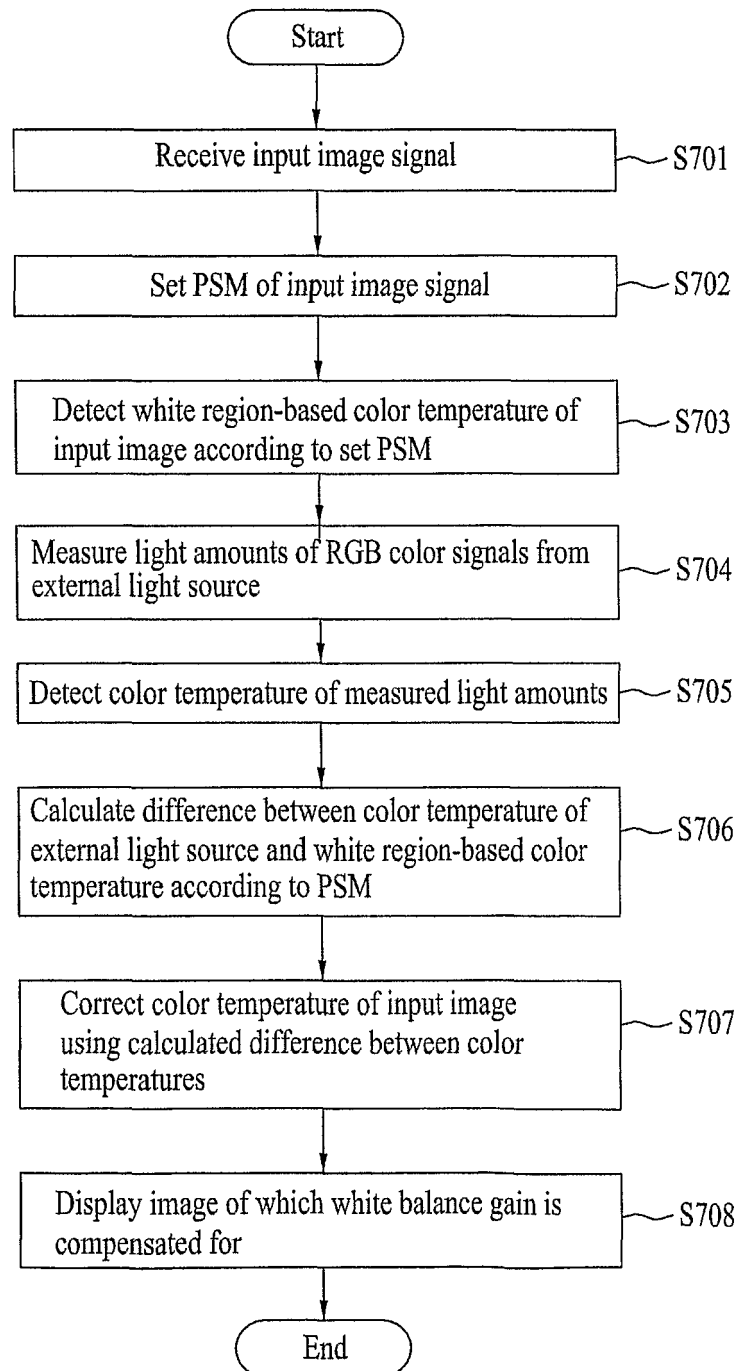 Start
Receive input image signal
S701
Set PSM of input image signal
S702
Detect white region-based color temperature of
input image according to set PSM
S703
Measure light amounts of RGB color signals from
external light source
S704
Detect color temperature of measured light amounts
S705
Calculate difference between color temperature of
external light source and white region-based color
temperature according to PSM
S706
Correct color temperature of input image
using calculated difference between color
temperatures
S707
Display image of which white balance gain is
compensated for
S708
End